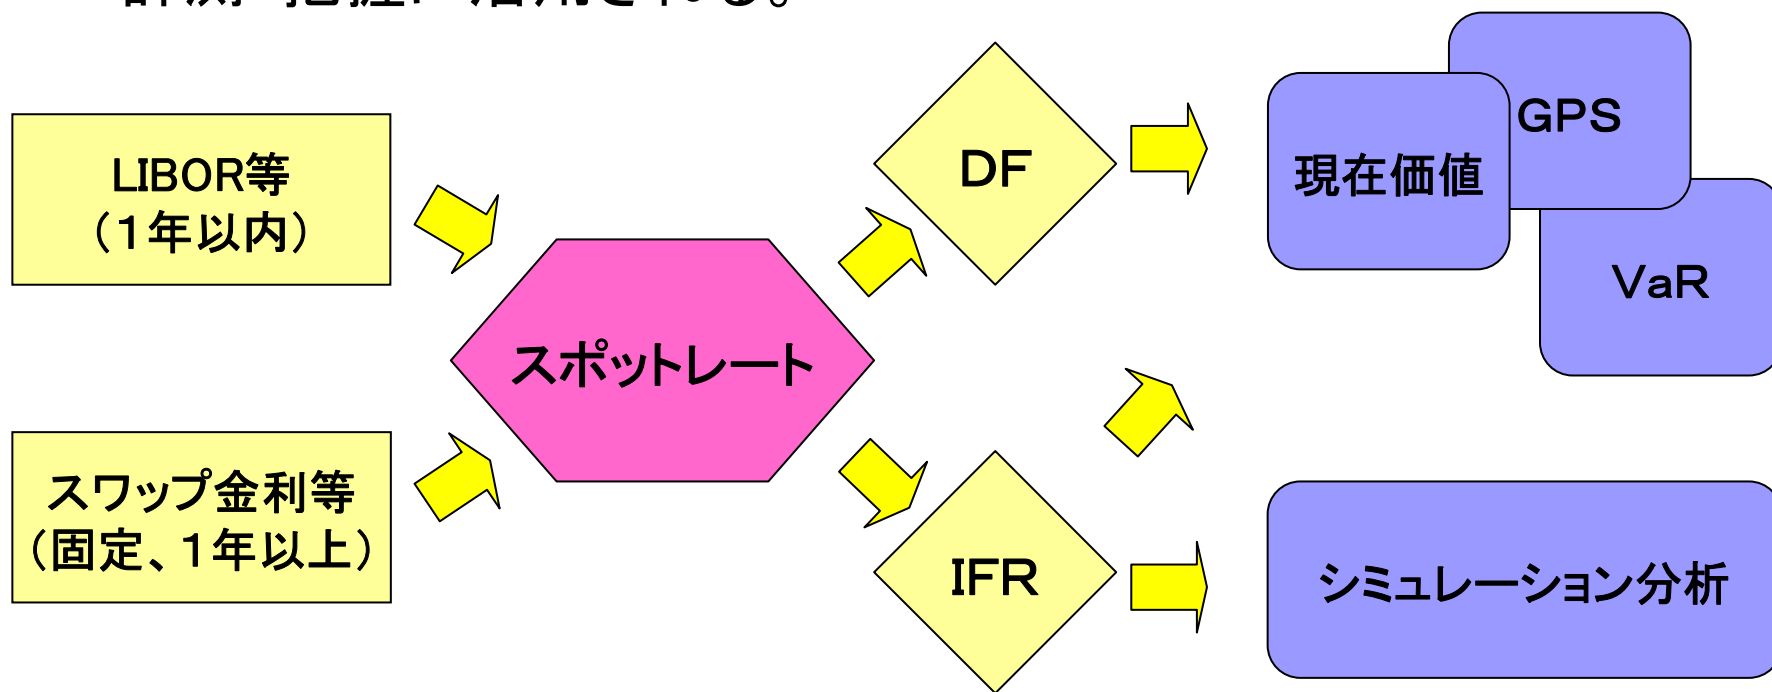 LIBOR等
（１年以内）
スワップ金利等
（固定、１年以上）
スポットレート
DF
IFR
GPS
現在価値
VaR
シミュレーション分析